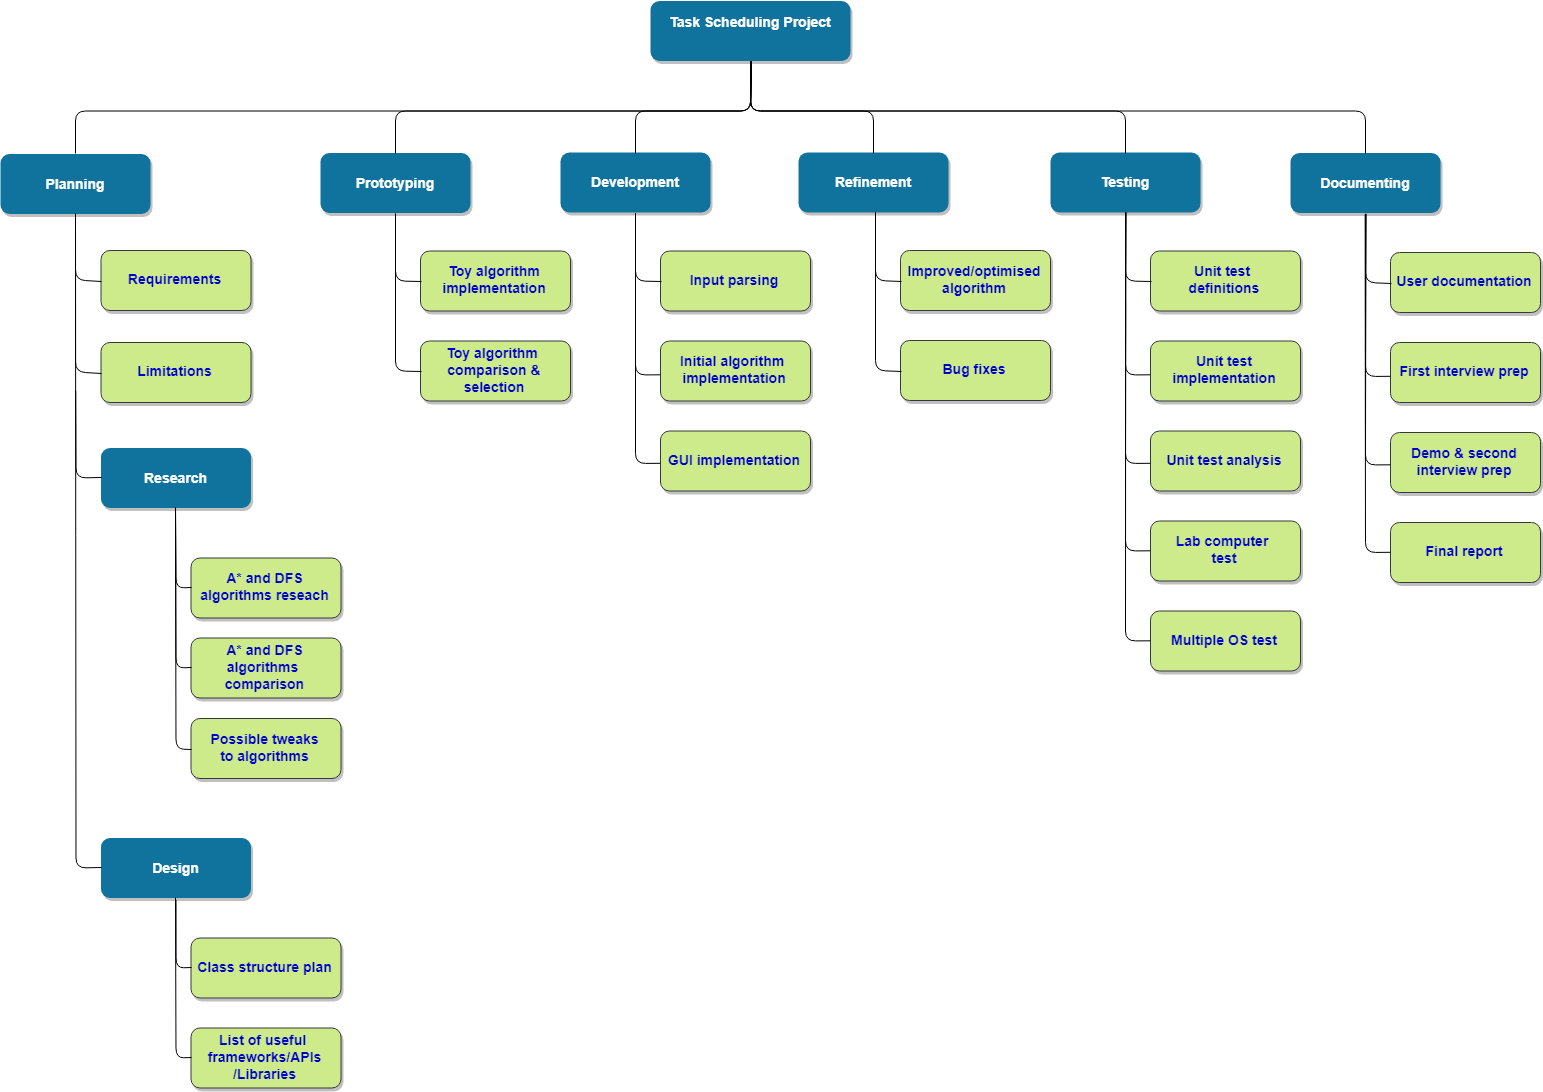 Task Scheduling Project
Planning
Prototyping
Development
Refinement
Testing
Documenting
Requirements
Limitations
Research
A* and DFS
algorithms reseach
A* and DFS
algorithms
comparison
Possible tweaks
to algorithms
Design
Class structure plan
List of useful
frameworks/APIs
/Libraries
Toy algorithm
implementation
Toy algorithm
comparison &
selection
Input parsing
Initial algorithm
implementation
GUI implementation
Improved/optimised
algorithm
Bug fixes
Unit test
definitions
Unit test
implementation
Unit test analysis
Lab computer
test
Multiple OS test
User documentation
First interview prep
Demo & second
interview prep
Final report